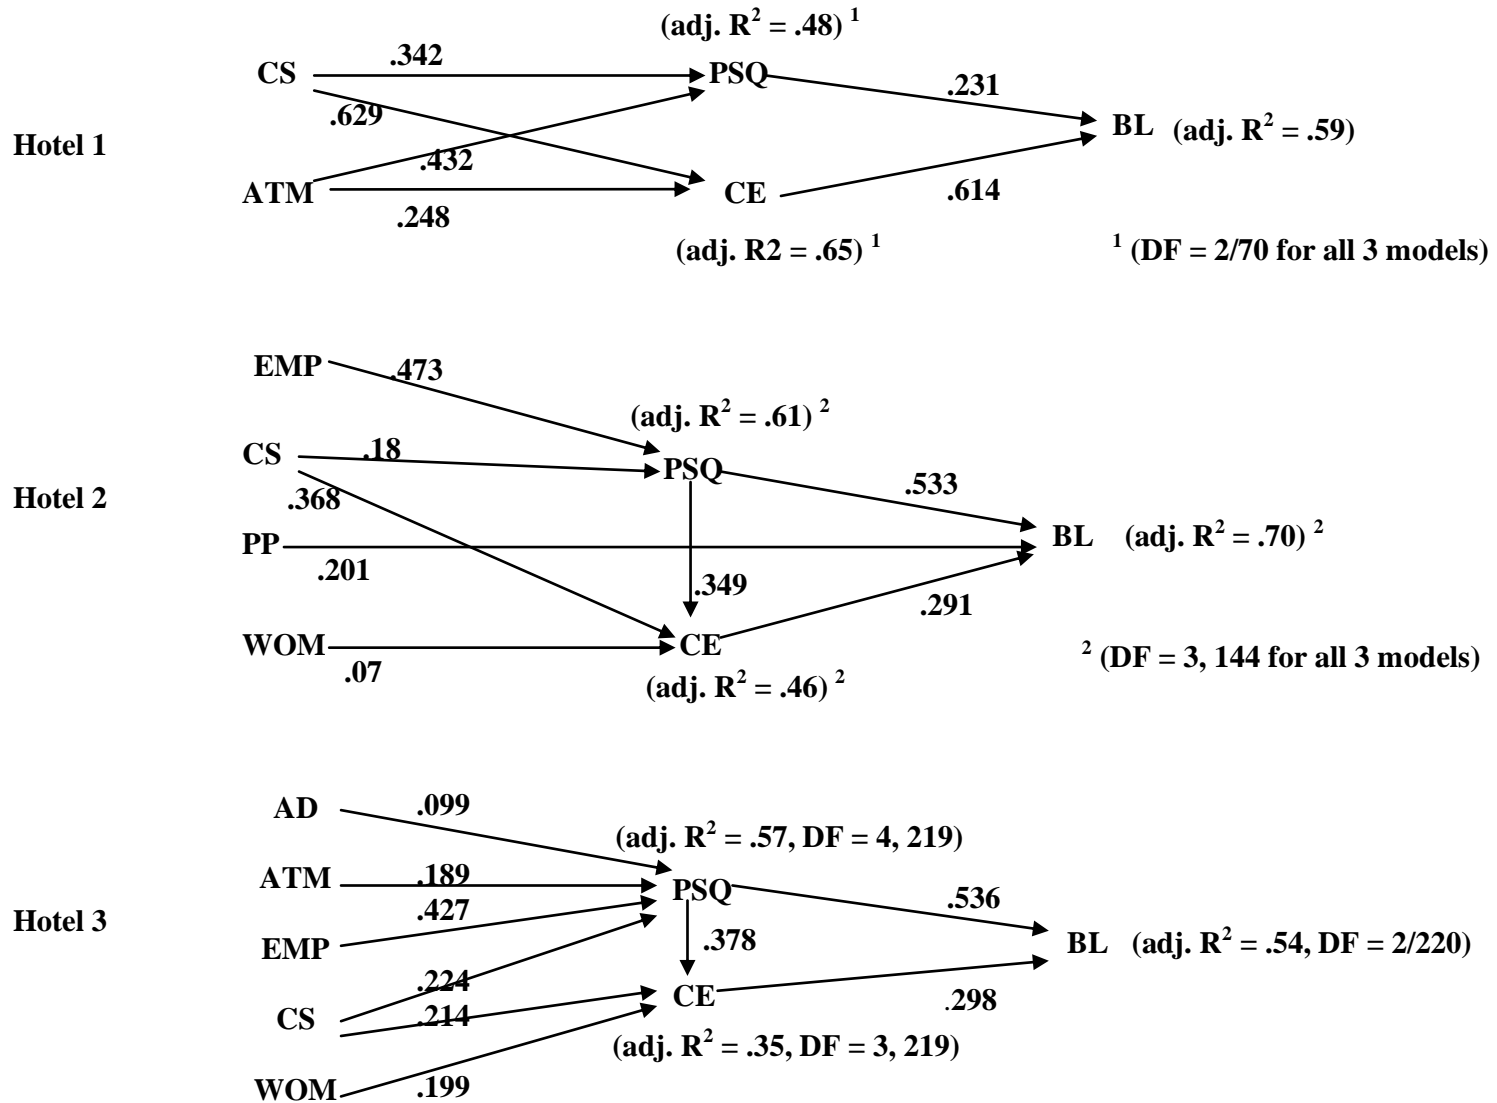 (adj. R² = .48) ¹
CS .342 PSQ .231
.629
Hotel 1 BL (adj. R² = .59)
.432
ATM CE .614
.248
(adj. R2 = .65) ¹ ¹ (DF = 2/70 for all 3 models)
EMP .473
(adj. R² = .61) ²
CS .18 PSQ .533
Hotel 2 .368
PP BL (adj. R² = .70) ²
.201 .349 .291
WOM CE
.07 ² (DF = 3, 144 for all 3 models)
(adj. R² = .46) ²
AD .099
(adj. R² = .57, DF = 4, 219)
ATM .189 PSQ .536
Hotel 3 .427
EMP .378 BL (adj. R² = .54, DF = 2/220)
.224 CE .298
CS .214
(adj. R² = .35, DF = 3, 219)
WOM .199